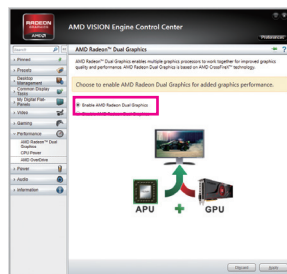 RADEON
GRAPHICS
AMD
AMD VISION Engine Control Center
Preferences
Search
AMD Radeon™ Dual Graphics
Pinned
Presets
Desktop
Management
Common Display
Tasks
My Digital Flat-
Panels
Video
Gaming
Performance
AMD Radeon™ Dual
Graphics
CPU Power
AMD OverDrive
Power
Audio
Information
AMD Radeon™ Dual Graphics enables multiple graphics processors to work together for improved graphics
quality and performance. AMD Radeon Dual Graphics is based on AMD CrossFireX™ technology.
Choose to enable AMD Radeon Dual Graphics for added graphics performance.
Enable AMD Radeon Dual Graphics
APU
+
GPU
Discard
Apply